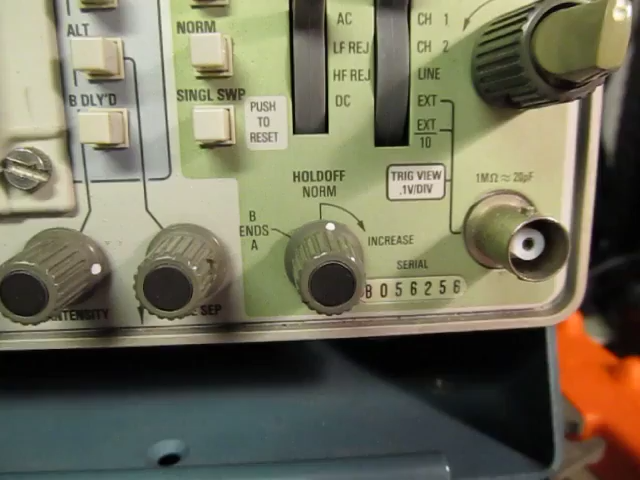 ALT
B DLY'D
NORM
SINGL SWP
PUSH
TO
RESET
AC
LF REJ
HF REJ
DC
CH 1
CH 2
LINE
EXT
EXT
10
TRIG VIEW
.1V/DIV
1MΩ ≈ 20pF
HOLDOFF
NORM
B
ENDS
A
INCREASE
SERIAL
B056256
INTENSITY
SEP